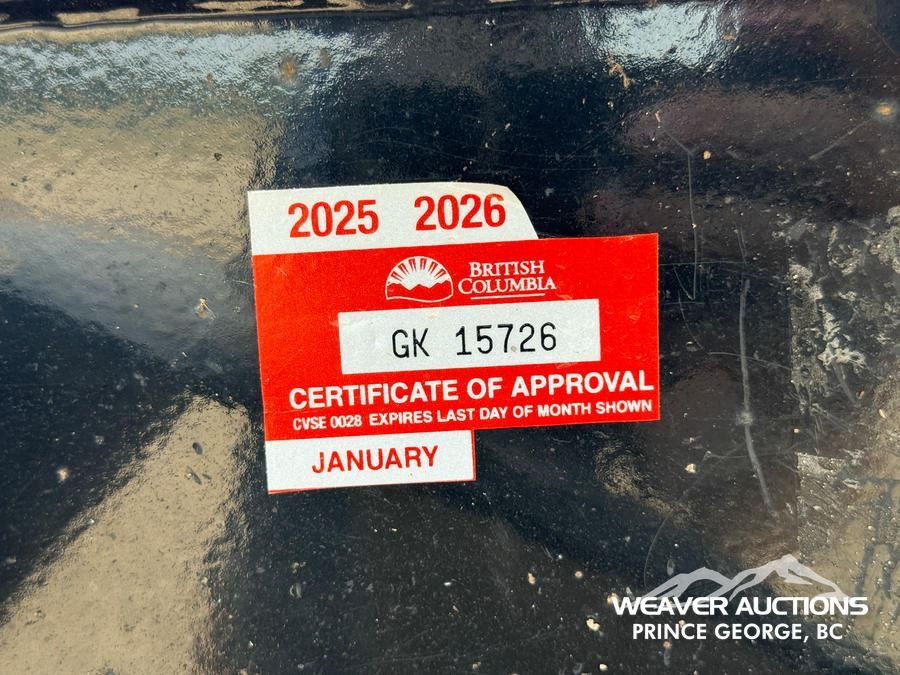 2025 2026
BRITISH
COLUMBIA
GK 15726
CERTIFICATE OF APPROVAL
CVSE 0028 EXPIRES LAST DAY OF MONTH SHOWN
JANUARY
WEAVER AUCTIONS
PRINCE GEORGE, BC